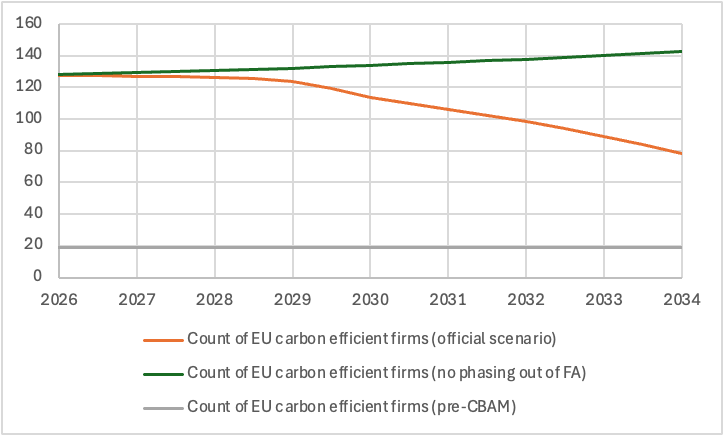 160
140
120
100
80
60
40
20
0
2026 2027 2028 2029 2030 2031 2032 2033 2034
Count of EU carbon efficient firms (official scenario)
Count of EU carbon efficient firms (no phasing out of FA)
Count of EU carbon efficient firms (pre-CBAM)